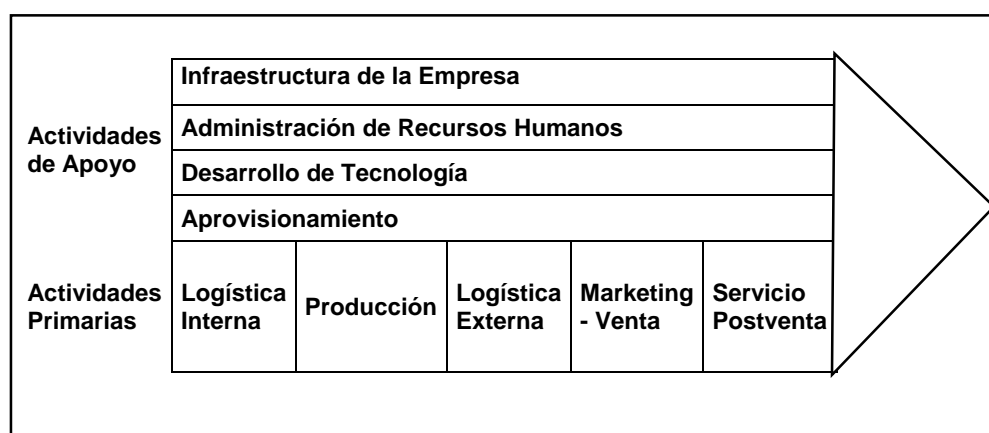 Infraestructura de la Empresa
Actividades
de Apoyo
Administración de Recursos Humanos
Desarrollo de Tecnología
Aprovisionamiento
Actividades
Primarias
Logística
Interna
Producción
Logística
Externa
Marketing
- Venta
Servicio
Postventa